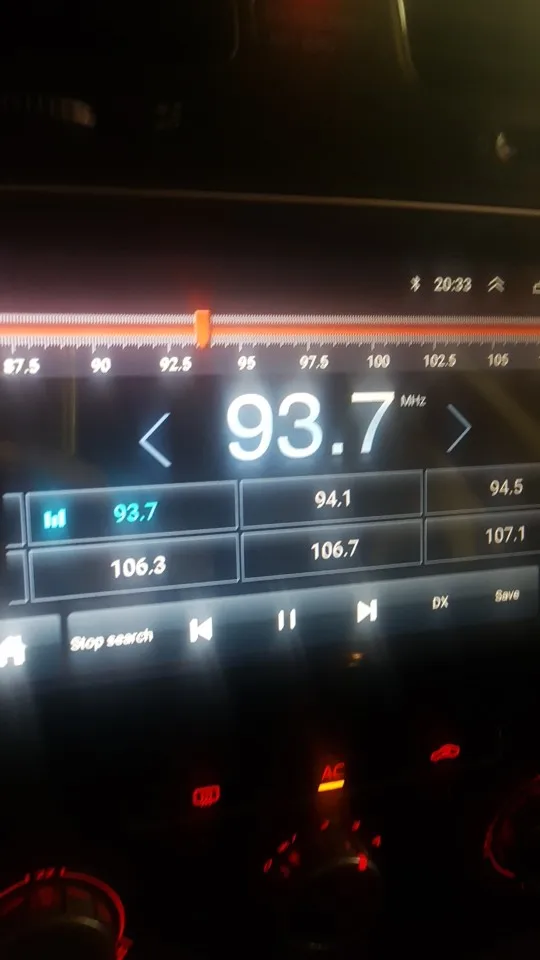 20:33
87.5 90 92.5 95 97.5 100 102.5 105
93.7 MHz
93.7 94.1 94.5
106.3 106.7 107.1
Stop search DX Save
AC